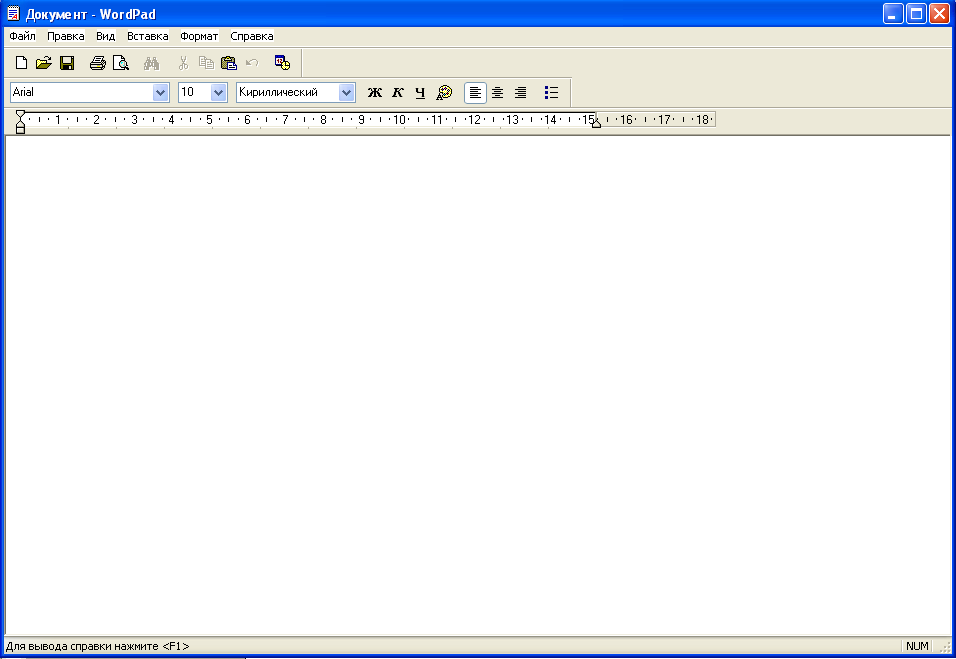 Документ - WordPad
Файл Правка Вид Вставка Формат Справка
Arial 10 Кириллический Ж К Ч
1 2 3 4 5 6 7 8 9 10 11 12 13 14 15 16 17 18
Для вывода справки нажмите <F1> NUM